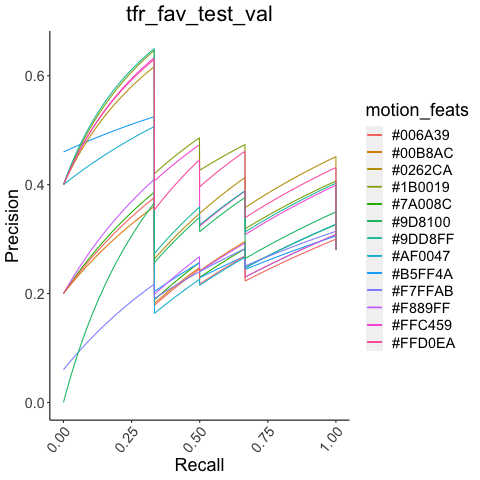 tfr_fav_test_val
Precision
0.6
0.4
0.2
0.0
0.00
0.25
0.50
0.75
1.00
Recall
motion_feats
#006A39
#00B8AC
#0262CA
#1B0019
#7A008C
#9D8100
#9DD8FF
#AF0047
#B5FF4A
#F7FFAB
#F889FF
#FFC459
#FFD0EA